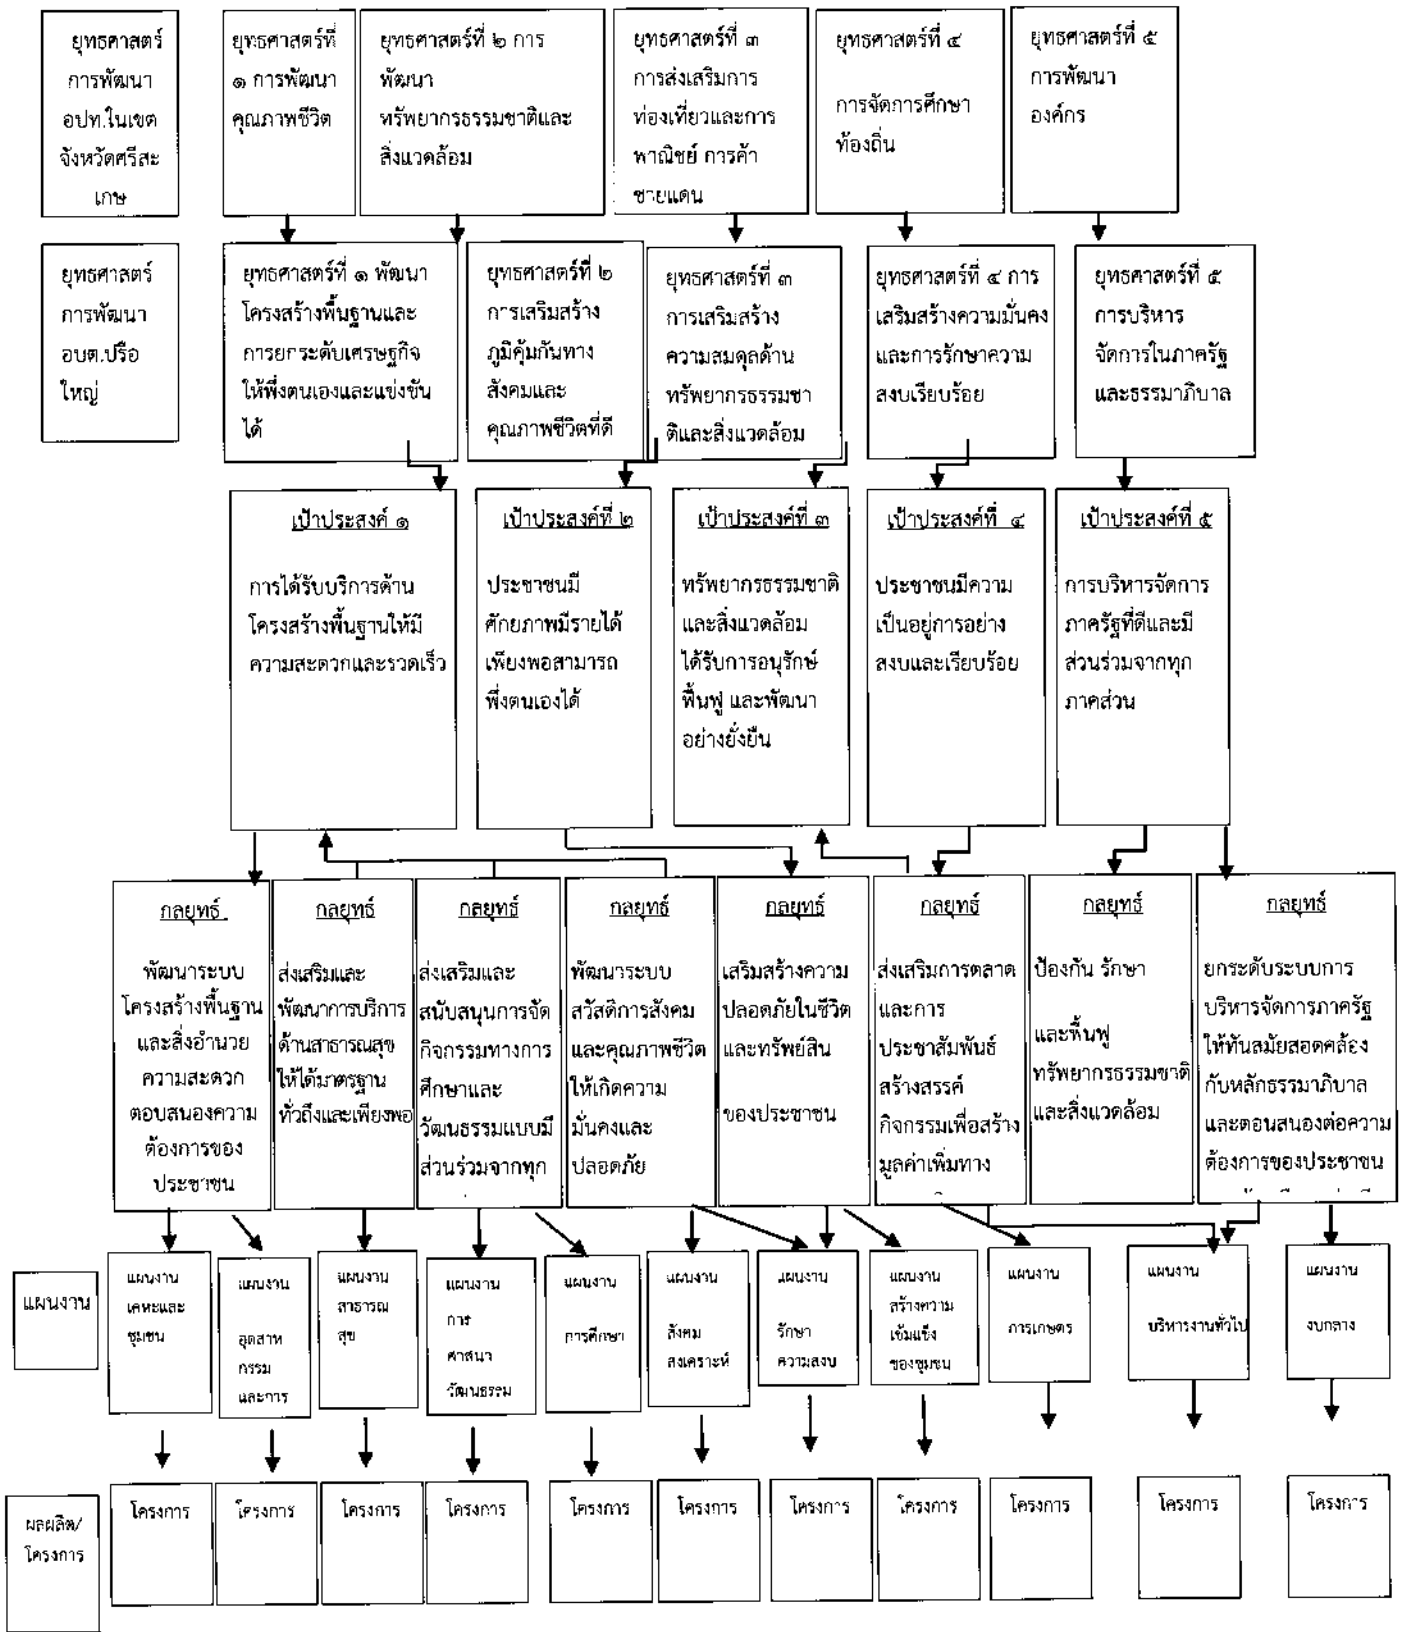 ยุทธศาสตร์
การพัฒนา
อปท.ในเขต
จังหวัดศรีสะ
เกษ
ยุทธศาสตร์ที่
๑ การพัฒนา
คุณภาพชีวิต
ยุทธศาสตร์ที่ ๒ การ
พัฒนา
ทรัพยากรธรรมชาติและ
สิ่งแวดล้อม
ยุทธศาสตร์ที่ ๓
การส่งเสริมการ
ท่องเที่ยวและการ
พาณิชย์ การค้า
ชายแดน
ยุทธศาสตร์ที่ ๔
การจัดการศึกษา
ท้องถิ่น
ยุทธศาสตร์ที่ ๕
การพัฒนา
องค์กร
ยุทธศาสตร์
การพัฒนา
อบต.ปรือ
ใหญ่
ยุทธศาสตร์ที่ ๑ พัฒนา
โครงสร้างพื้นฐานและ
การยกระดับเศรษฐกิจ
ให้พึ่งตนเองและแข่งขัน
ได้
ยุทธศาสตร์ที่ ๒
การเสริมสร้าง
ภูมิคุ้มกันทาง
สังคมและ
คุณภาพชีวิตที่ดี
ยุทธศาสตร์ที่ ๓
การเสริมสร้าง
ความสมดุลด้าน
ทรัพยากรธรรมชา
ติและสิ่งแวดล้อม
ยุทธศาสตร์ที่ ๔ การ
เสริมสร้างความมั่นคง
และการรักษาความ
สงบเรียบร้อย
ยุทธศาสตร์ที่ ๕
การบริหาร
จัดการในภาครัฐ
และธรรมาภิบาล
เป้าประสงค์ ๑
การได้รับบริการด้าน
โครงสร้างพื้นฐานให้มี
ความสะดวกและรวดเร็ว
เป้าประสงค์ที่ ๒
ประชาชนมี
ศักยภาพมีรายได้
เพียงพอสามารถ
พึ่งตนเองได้
เป้าประสงค์ที่ ๓
ทรัพยากรธรรมชาติ
และสิ่งแวดล้อม
ได้รับการอนุรักษ์
ฟื้นฟู และพัฒนา
อย่างยั่งยืน
เป้าประสงค์ที่ ๔
ประชาชนมีความ
เป็นอยู่การอย่าง
สงบและเรียบร้อย
เป้าประสงค์ที่ ๕
การบริหารจัดการ
ภาครัฐที่ดีและมี
ส่วนร่วมจากทุก
ภาคส่วน
กลยุทธ์
พัฒนาระบบ
โครงสร้างพื้นฐาน
และสิ่งอำนวย
ความสะดวก
ตอบสนองความ
ต้องการของ
ประชาชน
กลยุทธ์
ส่งเสริมและ
พัฒนาการบริการ
ด้านสาธารณสุข
ให้ได้มาตรฐาน
ทั่วถึงและเพียงพอ
กลยุทธ์
ส่งเสริมและ
สนับสนุนการจัด
กิจกรรมทางการ
ศึกษาและ
วัฒนธรรมแบบมี
ส่วนร่วมจากทุก
กลยุทธ์
พัฒนาระบบ
สวัสดิการสังคม
และคุณภาพชีวิต
ให้เกิดความ
มั่นคงและ
ปลอดภัย
กลยุทธ์
เสริมสร้างความ
ปลอดภัยในชีวิต
และทรัพย์สิน
ของประชาชน
กลยุทธ์
ส่งเสริมการตลาด
และการ
ประชาสัมพันธ์
สร้างสรรค์
กิจกรรมเพื่อสร้าง
มูลค่าเพิ่มทาง
กลยุทธ์
ป้องกัน รักษา
และฟื้นฟู
ทรัพยากรธรรมชาติ
และสิ่งแวดล้อม
กลยุทธ์
ยกระดับระบบการ
บริหารจัดการภาครัฐ
ให้ทันสมัยสอดคล้อง
กับหลักธรรมาภิบาล
และตอนสนองต่อความ
ต้องการของประชาชน
แผนงาน
แผนงาน
เคหะและ
ชุมชน
แผนงาน
อุตสาห
กรรม
และการ
แผนงาน
สาธารณ
สุข
แผนงาน
การ
ศาสนา
วัฒนธรรม
แผนงาน
การศึกษา
แผนงาน
สังคม
สงเคราะห์
แผนงาน
รักษา
ความสงบ
แผนงาน
สร้างความ
เข้มแข็ง
ของชุมชน
แผนงาน
การเกษตร
แผนงาน
บริหารงานทั่วไป
แผนงาน
งบกลาง
ผลผลิต/
โครงการ
โครงการ
โครงการ
โครงการ
โครงการ
โครงการ
โครงการ
โครงการ
โครงการ
โครงการ
โครงการ
โครงการ